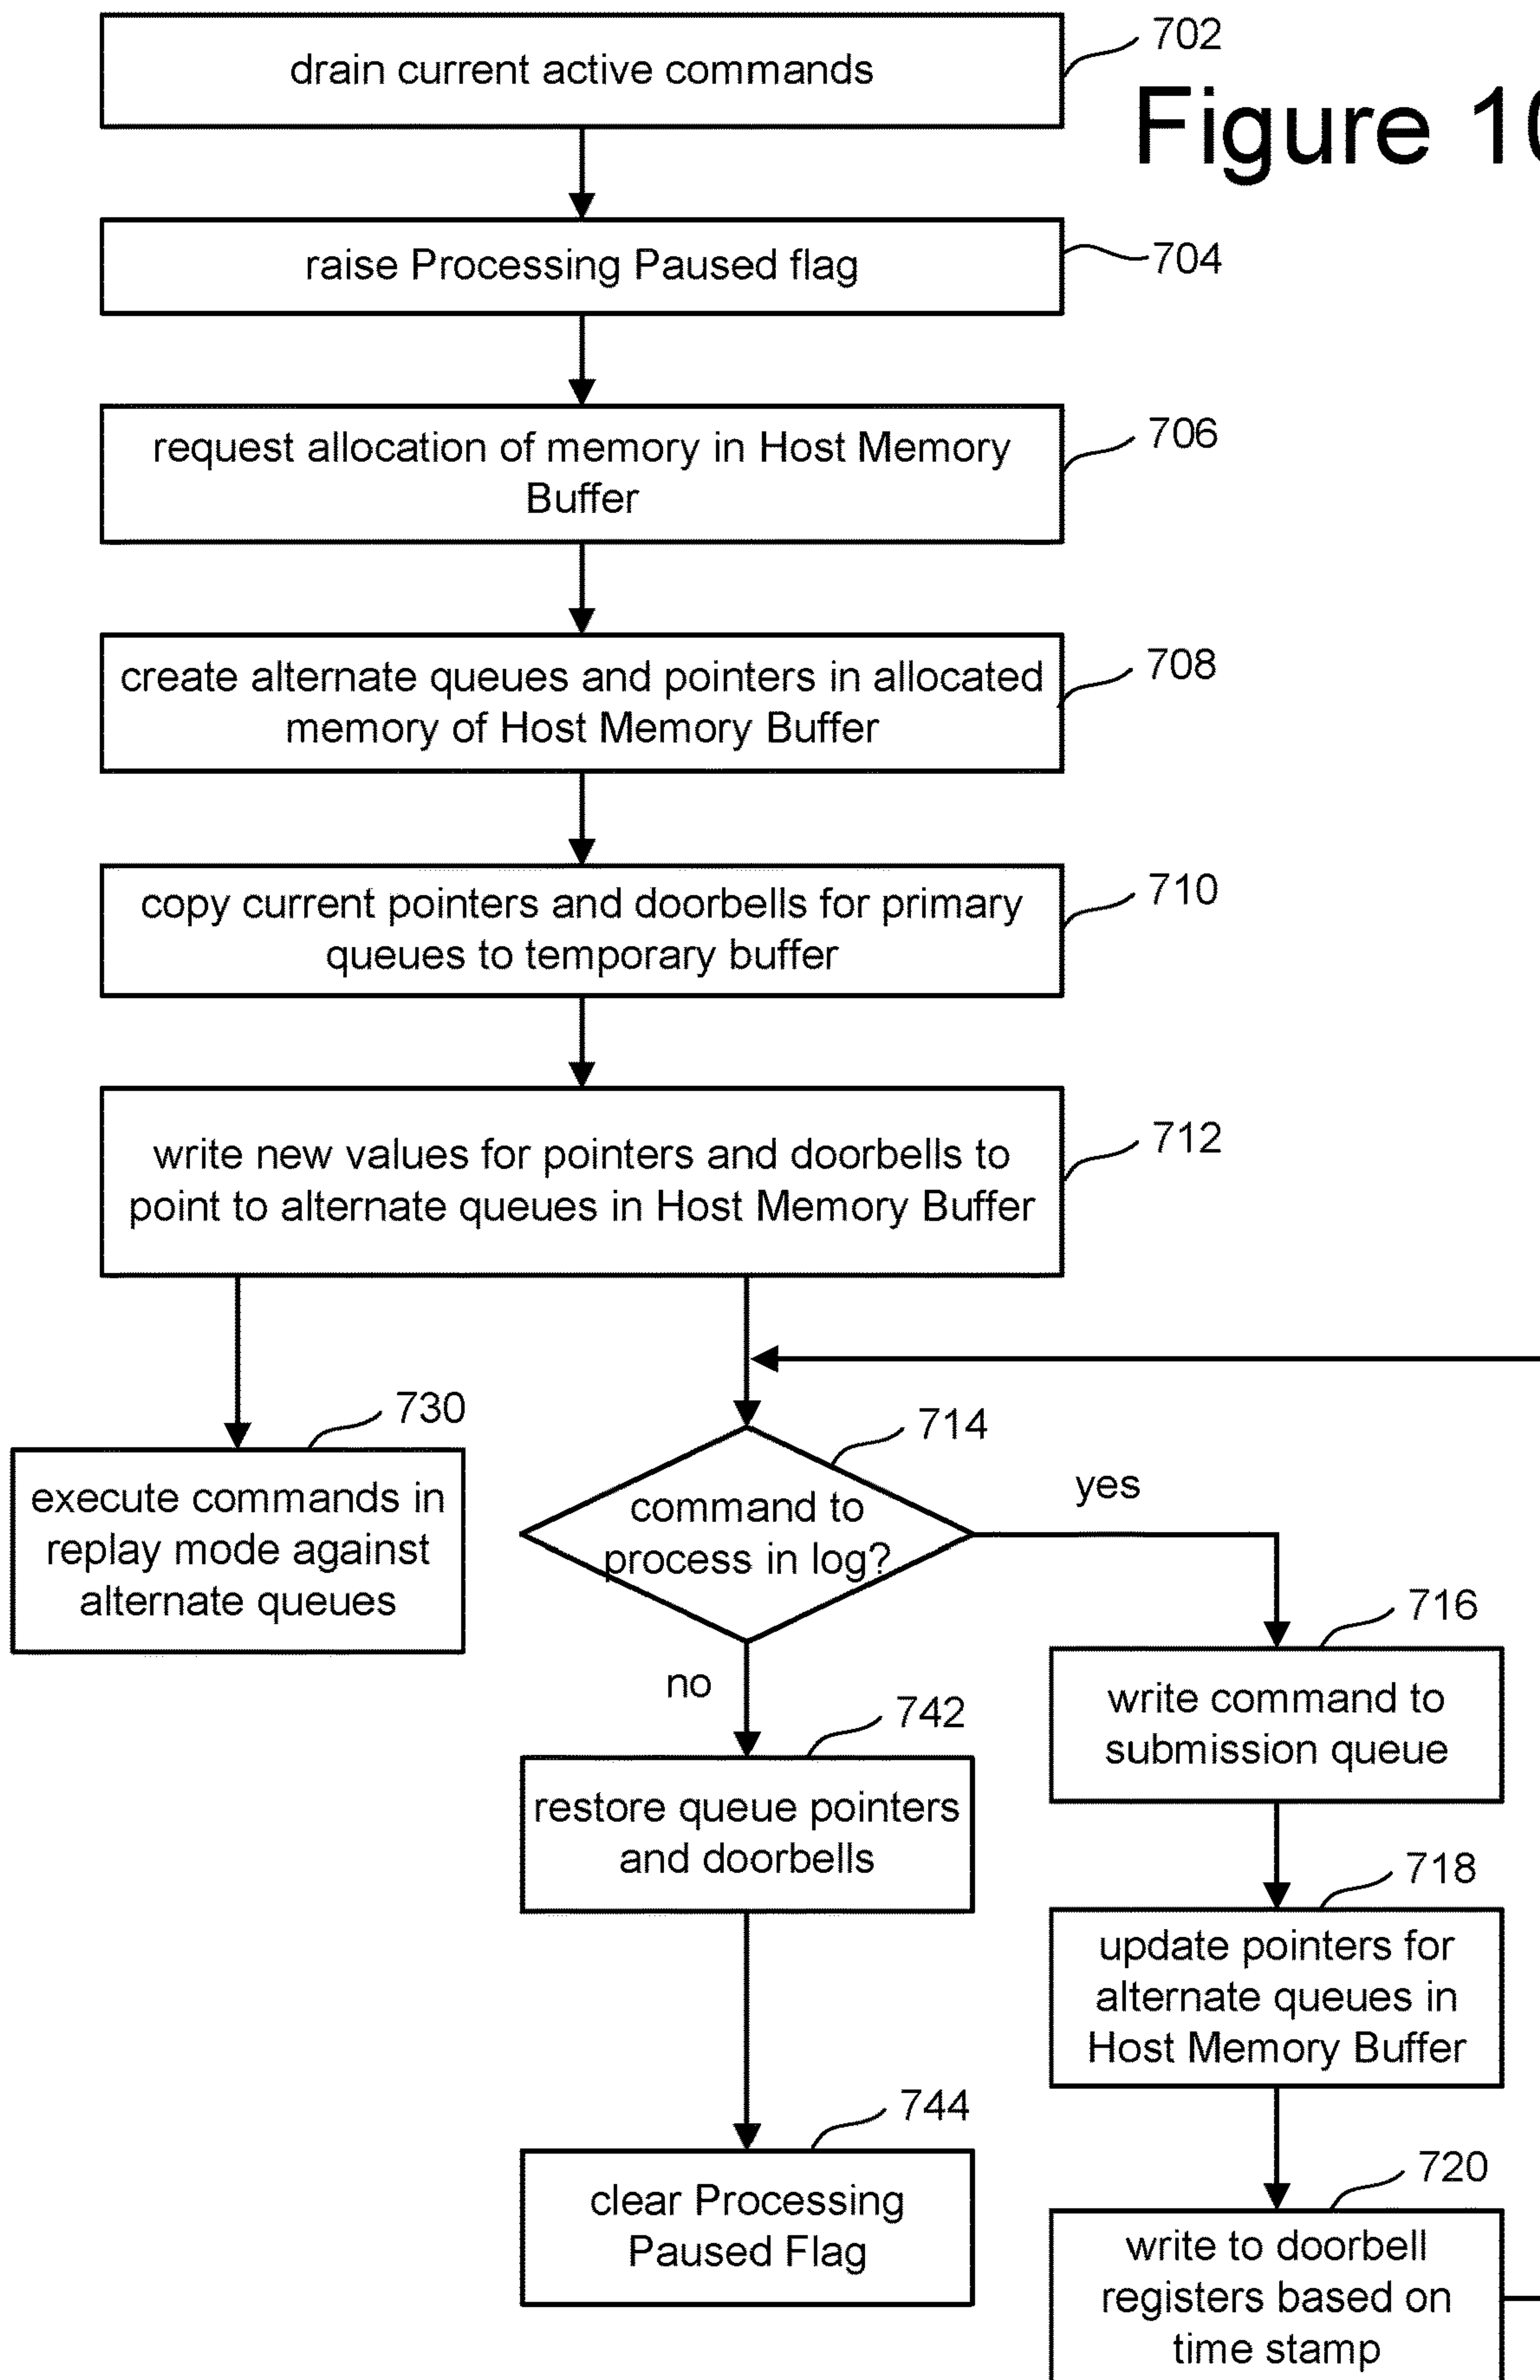 drain current active commands
702
Figure 10
raise Processing Paused flag
704
request allocation of memory in Host Memory
Buffer
706
create alternate queues and pointers in allocated
memory of Host Memory Buffer
708
copy current pointers and doorbells for primary
queues to temporary buffer
710
write new values for pointers and doorbells to
point to alternate queues in Host Memory Buffer
712
730
execute commands in
replay mode against
alternate queues
714
command to
process in log?
yes
no
716
write command to
submission queue
742
restore queue pointers
and doorbells
718
update pointers for
alternate queues in
Host Memory Buffer
744
clear Processing
Paused Flag
720
write to doorbell
registers based on
time stamp